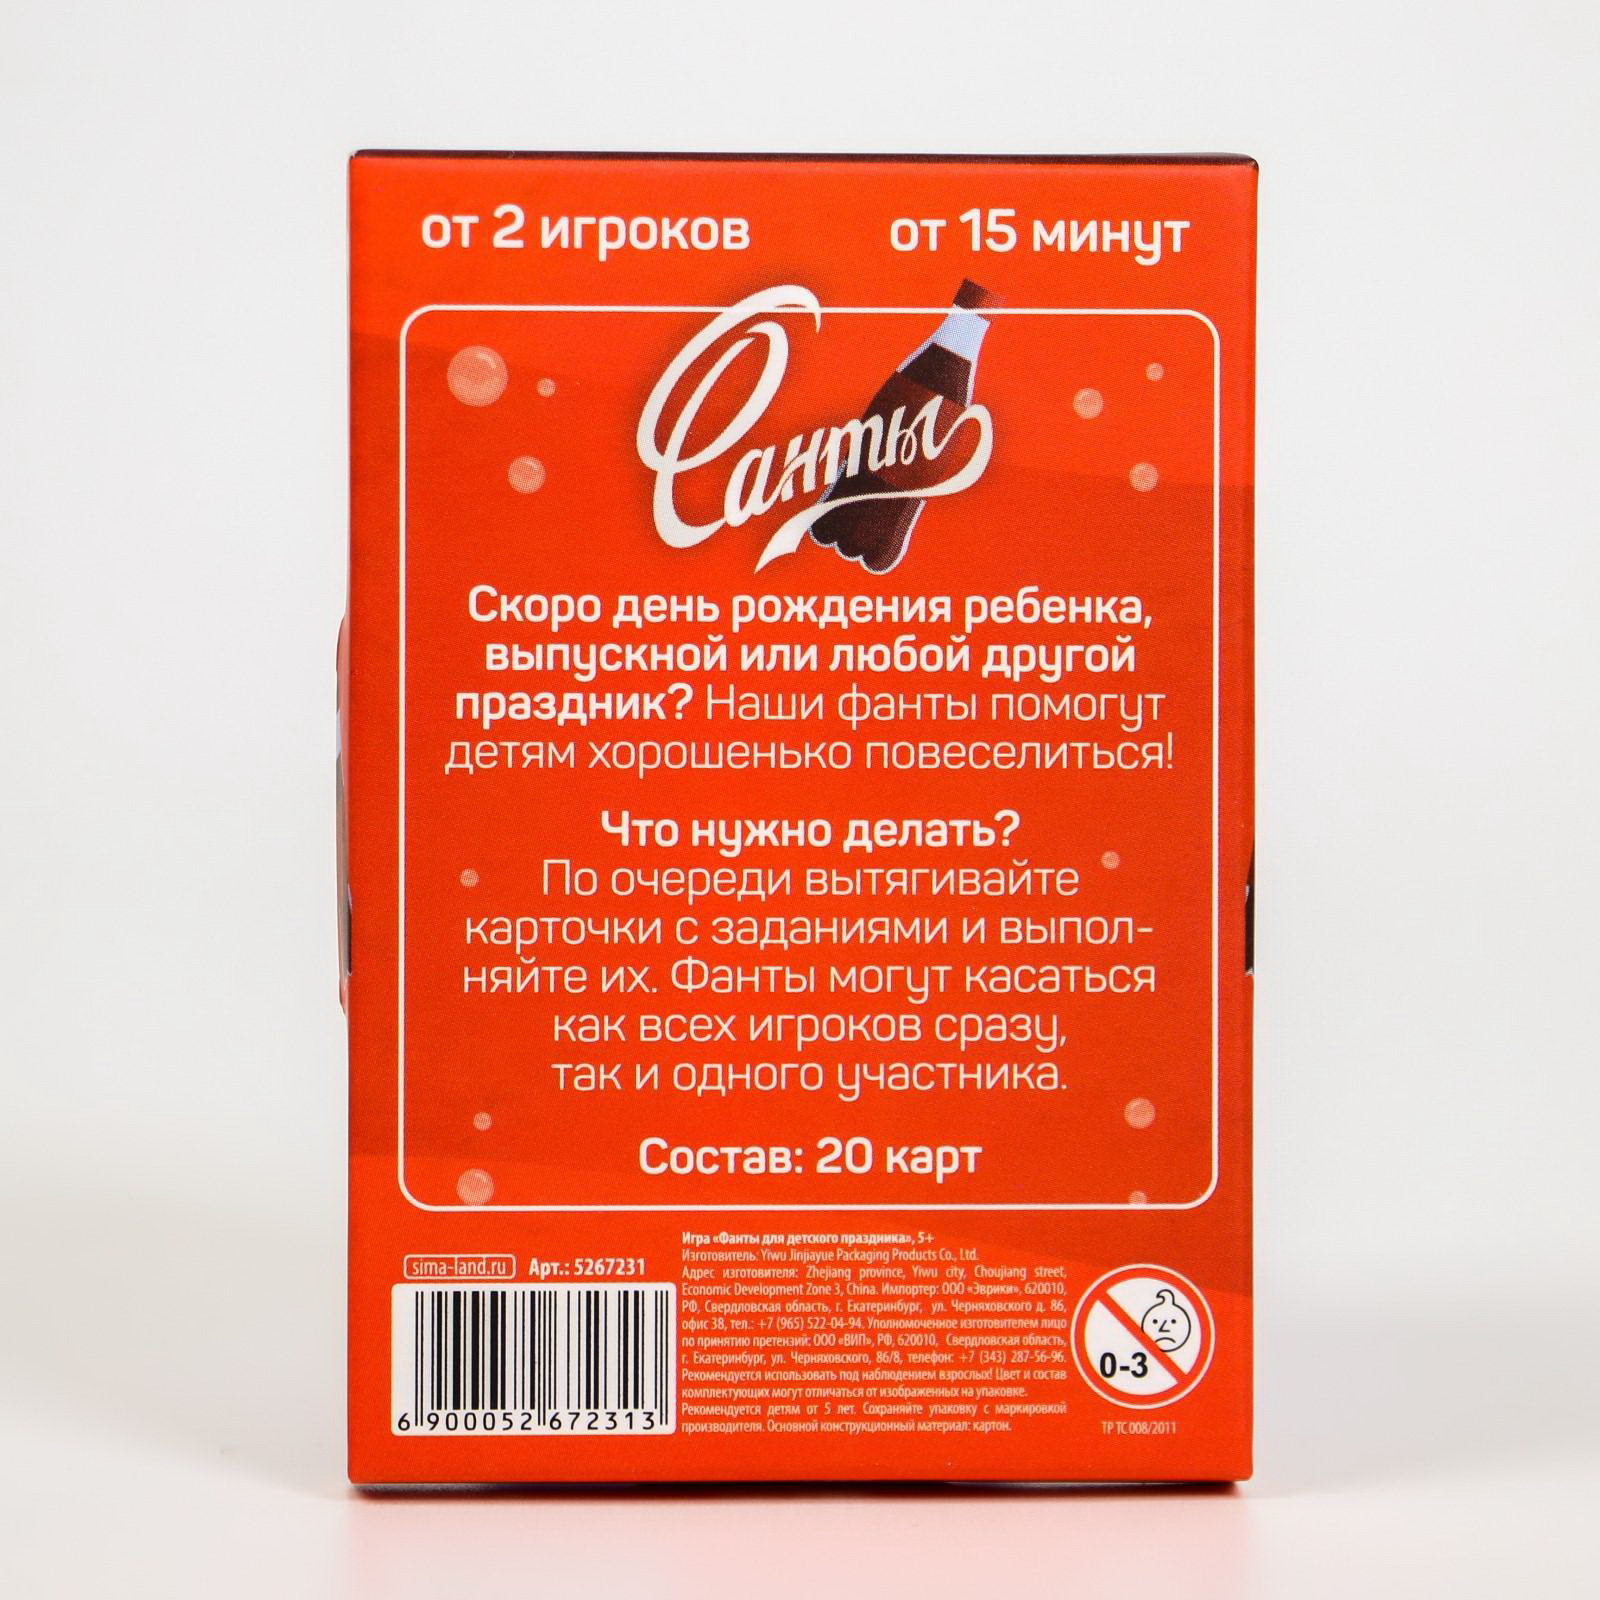 от 2 игроков от 15 минут
Фанты
Скоро день рождения ребенка,
выпускной или любой другой
праздник? Наши фанты помогут
детям хорошенько повеселиться!
Что нужно делать?
По очереди вытягивайте
карточки с заданиями и выпол-
няйте их. Фанты могут касаться
как всех игроков сразу,
так и одного участника.
Состав: 20 карт
sima-land.ru Арт.: 5267231
6 900052 672313
Игра «Фанты для детского праздника», 5+
Изготовитель: Yiwu Jinjiayue Packaging Products Co., Ltd.
Адрес изготовителя: Zhejiang province, Yiwu city, Choujiang street,
Economic Development Zone 3, China. Импортер: ООО «Эврики», 620010,
РФ, Свердловская область, г. Екатеринбург, ул. Черняховского д. 86,
офис 38, тел.: +7 (965) 522-04-94. Уполномоченное изготовителем лицо
по принятию претензий: ООО «ВИП», РФ, 620010, Свердловская область,
г. Екатеринбург, ул. Черняховского, 86/8, телефон: +7 (343) 287-56-96.
Рекомендуется использовать под наблюдением взрослых! Цвет и состав
комплектующих могут отличаться от изображенных на упаковке.
Рекомендуется детям от 5 лет. Сохраняйте упаковку с маркировкой
производителя. Основной конструкционный материал: картон.
0-3
ТР ТС 008/2011